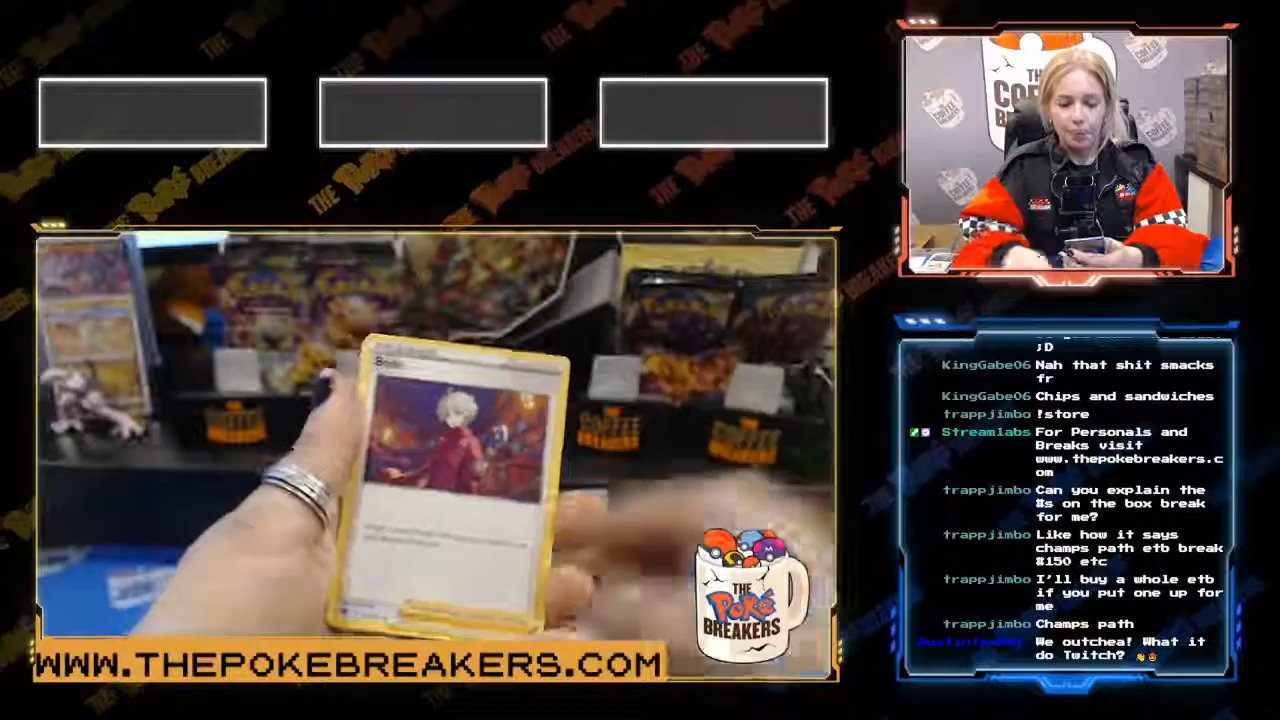 THE
POKÉ
BREAKERS
COFFEE
BREAKERS
WWW.THEPOKEBREAKERS.COM
;D
KingGabe06 Nah that shit smacks
fr
KingGabe06 Chips and sandwiches
trappjimbo !store
Streamlabs For Personals and
Breaks visit
www.thepokebreakers.c
om
trappjimbo Can you explain the
#s on the box break
for me?
trappjimbo Like how it says
champs path etb break
#150 etc
trappjimbo I'll buy a whole etb
if you put one up for
me
trappjimbo Champs path
We outchea! What it
do Twitch?